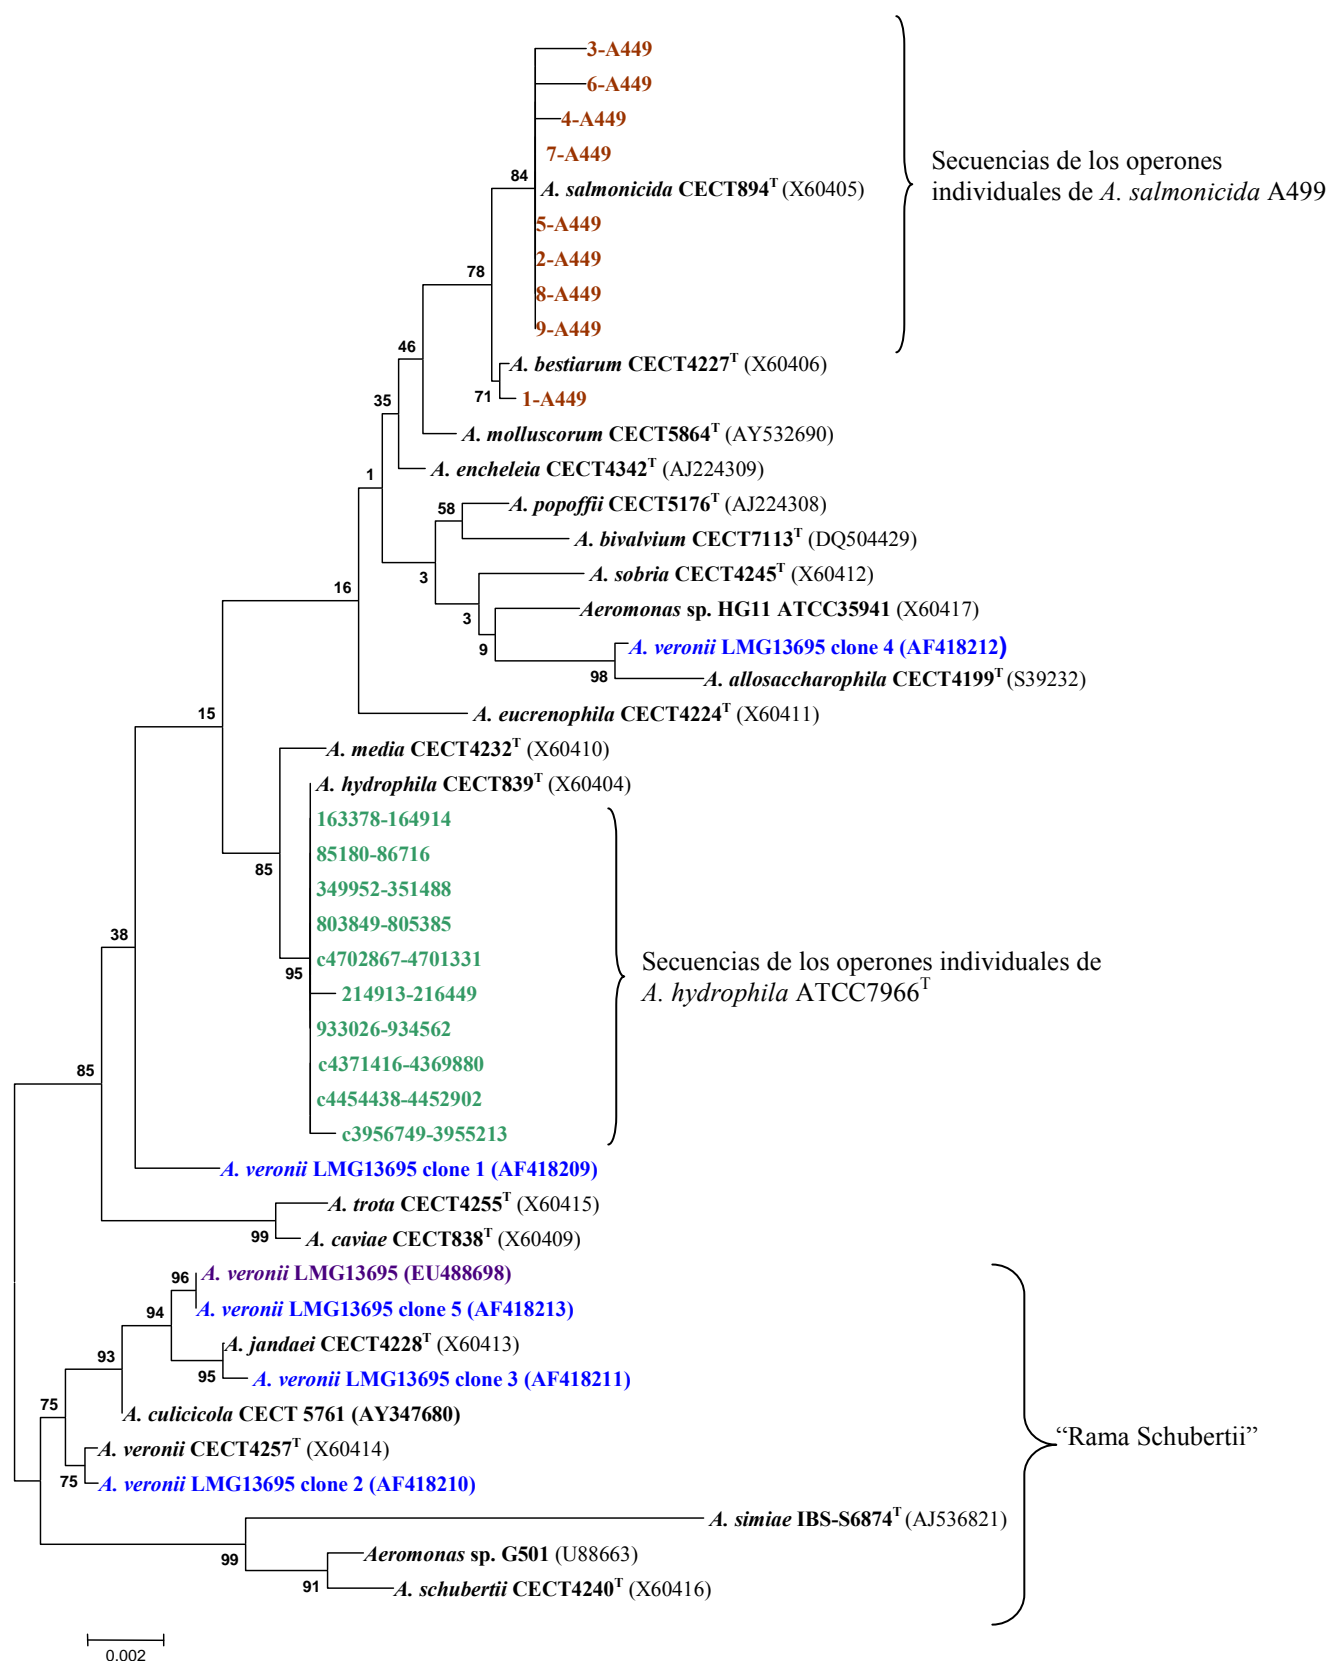 3-A449
6-A449
4-A449
7-A449
84
A. salmonicida CECT894T (X60405)
Secuencias de los operones
individuales de A. salmonicida A499
5-A449
2-A449
78
8-A449
9-A449
46
A. bestiarum CECT4227T (X60406)
71
1-A449
35
A. molluscorum CECT5864T (AY532690)
A. encheleia CECT4342T (AJ224309)
1
A. popoffii CECT5176T (AJ224308)
58
A. bivalvium CECT7113T (DQ504429)
3
A. sobria CECT4245T (X60412)
16
Aeromonas sp. HG11 ATCC35941 (X60417)
3
9
A. veronii LMG13695 clone 4 (AF418212)
98
A. allosaccharophila CECT4199T (S39232)
15
A. eucrenophila CECT4224T (X60411)
A. media CECT4232T (X60410)
A. hydrophila CECT839T (X60404)
163378-164914
85180-86716
85
349952-351488
803849-805385
38
c4702867-4701331
95
Secuencias de los operones individuales de
A. hydrophila ATCC7966T
214913-216449
933026-934562
c4371416-4369880
85
c4454438-4452902
c3956749-3955213
A. veronii LMG13695 clone 1 (AF418209)
A. trota CECT4255T (X60415)
99
A. caviae CECT838T (X60409)
96
A. veronii LMG13695 (EU488698)
94
A. veronii LMG13695 clone 5 (AF418213)
A. jandaei CECT4228T (X60413)
93
95
A. veronii LMG13695 clone 3 (AF418211)
75
A. culicicola CECT 5761 (AY347680)
“Rama Schubertii”
A. veronii CECT4257T (X60414)
75
A. veronii LMG13695 clone 2 (AF418210)
A. simiae IBS-S6874T (AJ536821)
99
Aeromonas sp. G501 (U88663)
91
A. schubertii CECT4240T (X60416)
0.002